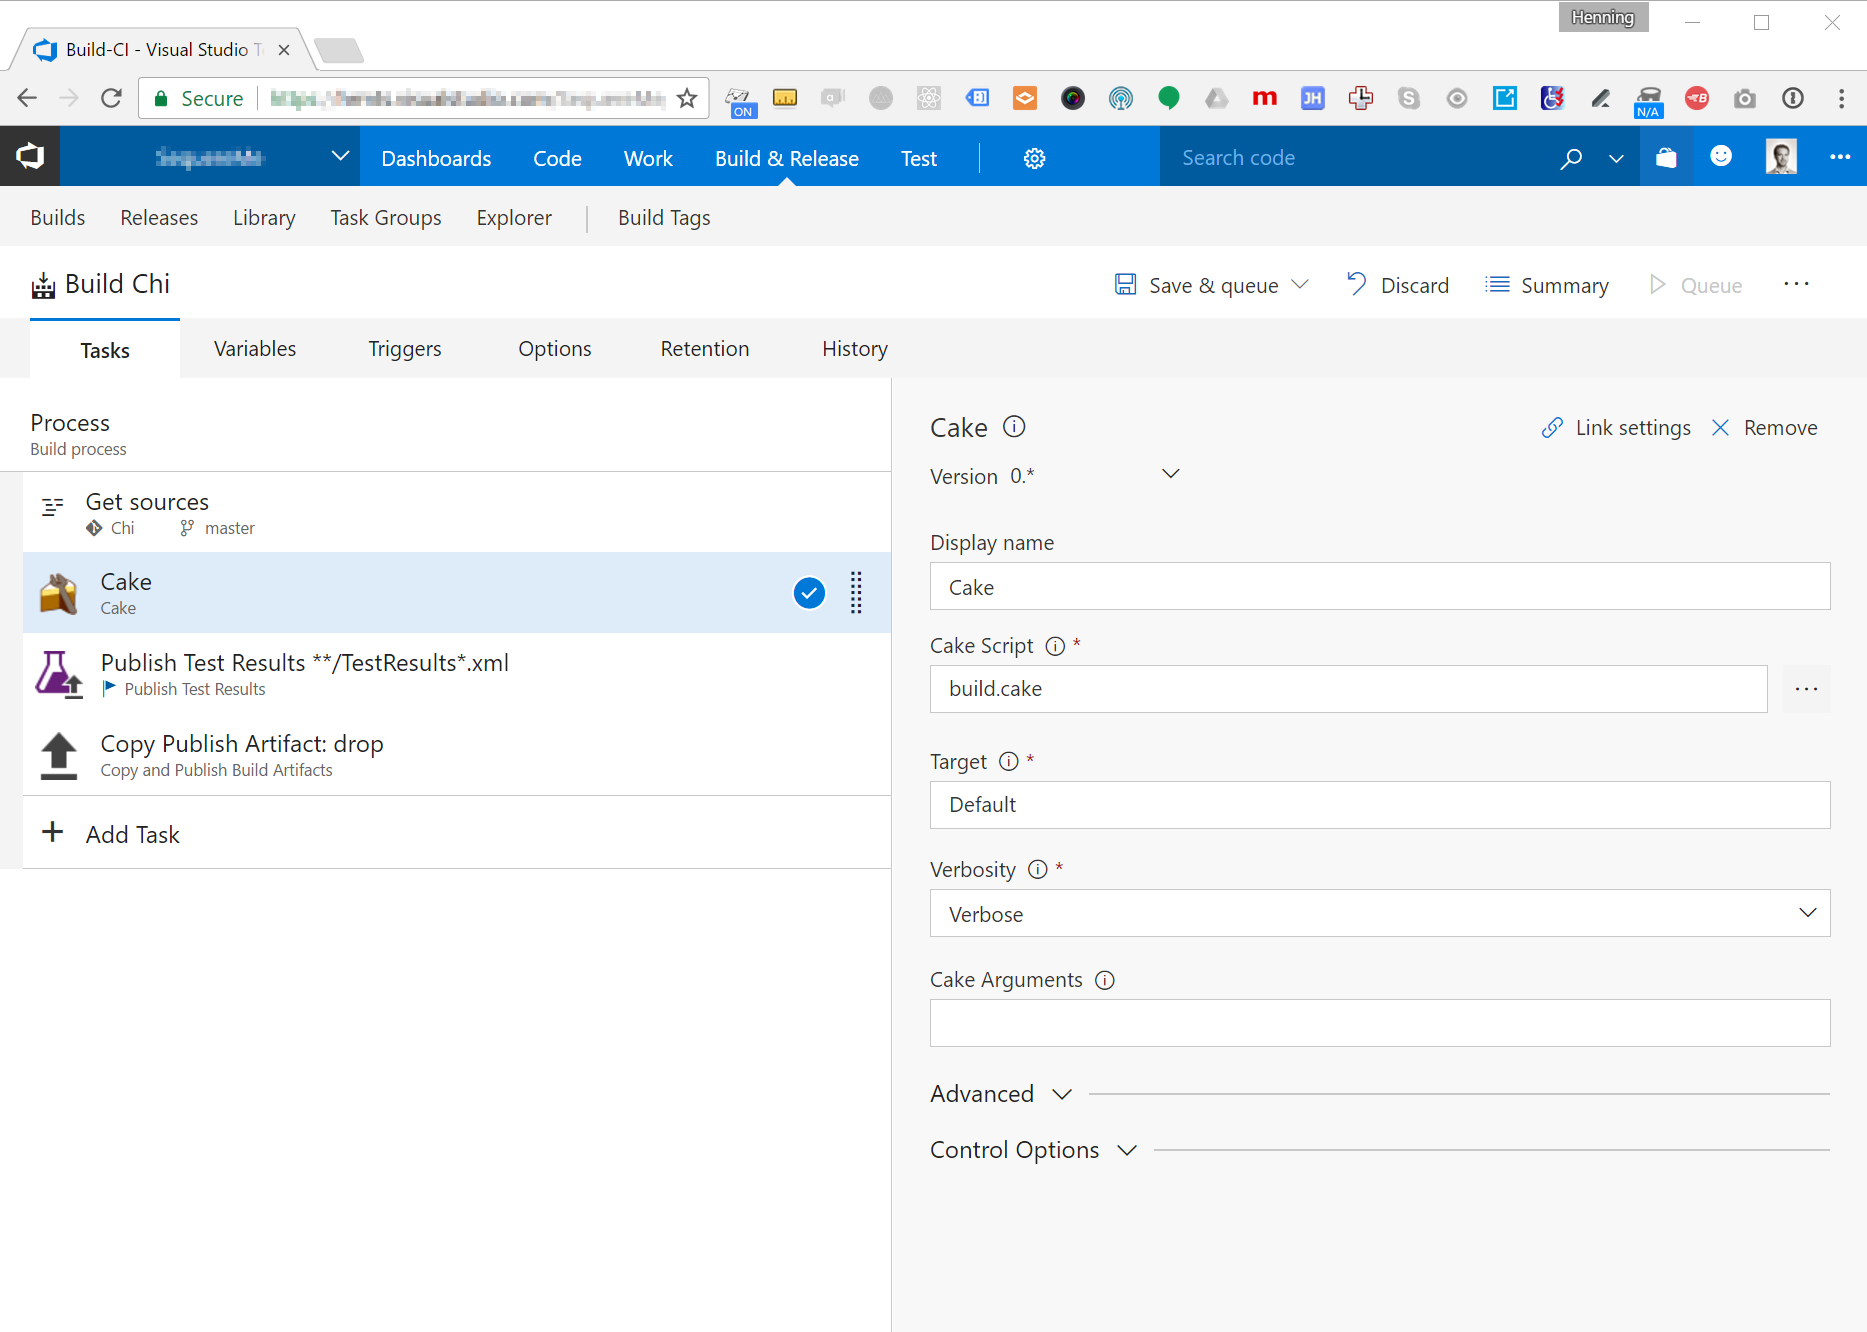 Henning
Build-CI - Visual Studio T
Secure
ON
N/A
Dashboards Code Work Build & Release Test Search code
Builds Releases Library Task Groups Explorer Build Tags
Build Chi Save & queue Discard Summary Queue
Tasks Variables Triggers Options Retention History
Process
Build process
Get sources
Chi master
Cake
Cake
Publish Test Results **/TestResults*.xml
Publish Test Results
Copy Publish Artifact: drop
Copy and Publish Build Artifacts
Add Task
Cake Link settings Remove
Version 0.*
Display name
Cake
Cake Script *
build.cake
Target *
Default
Verbosity *
Verbose
Cake Arguments
Advanced
Control Options